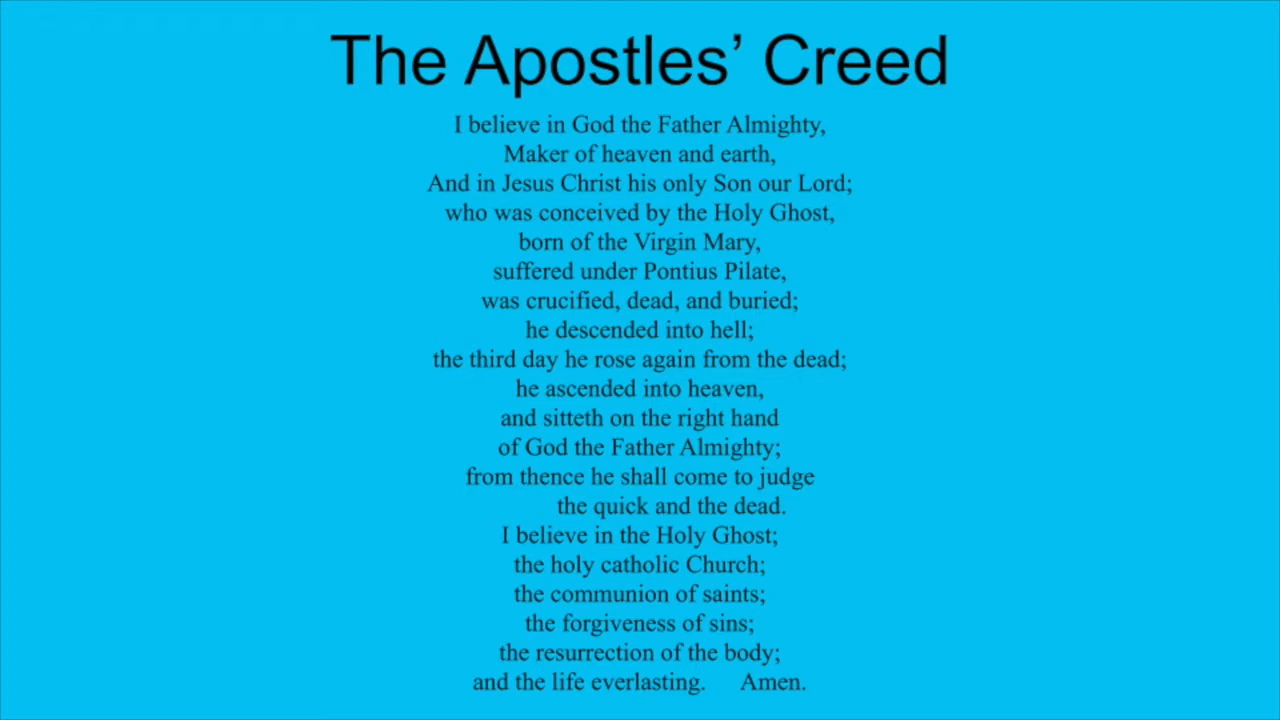 The Apostles’ Creed
I believe in God the Father Almighty,
Maker of heaven and earth,
And in Jesus Christ his only Son our Lord;
who was conceived by the Holy Ghost,
born of the Virgin Mary,
suffered under Pontius Pilate,
was crucified, dead, and buried;
he descended into hell;
the third day he rose again from the dead;
he ascended into heaven,
and sitteth on the right hand
of God the Father Almighty;
from thence he shall come to judge
the quick and the dead.
I believe in the Holy Ghost;
the holy catholic Church;
the communion of saints;
the forgiveness of sins;
the resurrection of the body;
and the life everlasting. Amen.